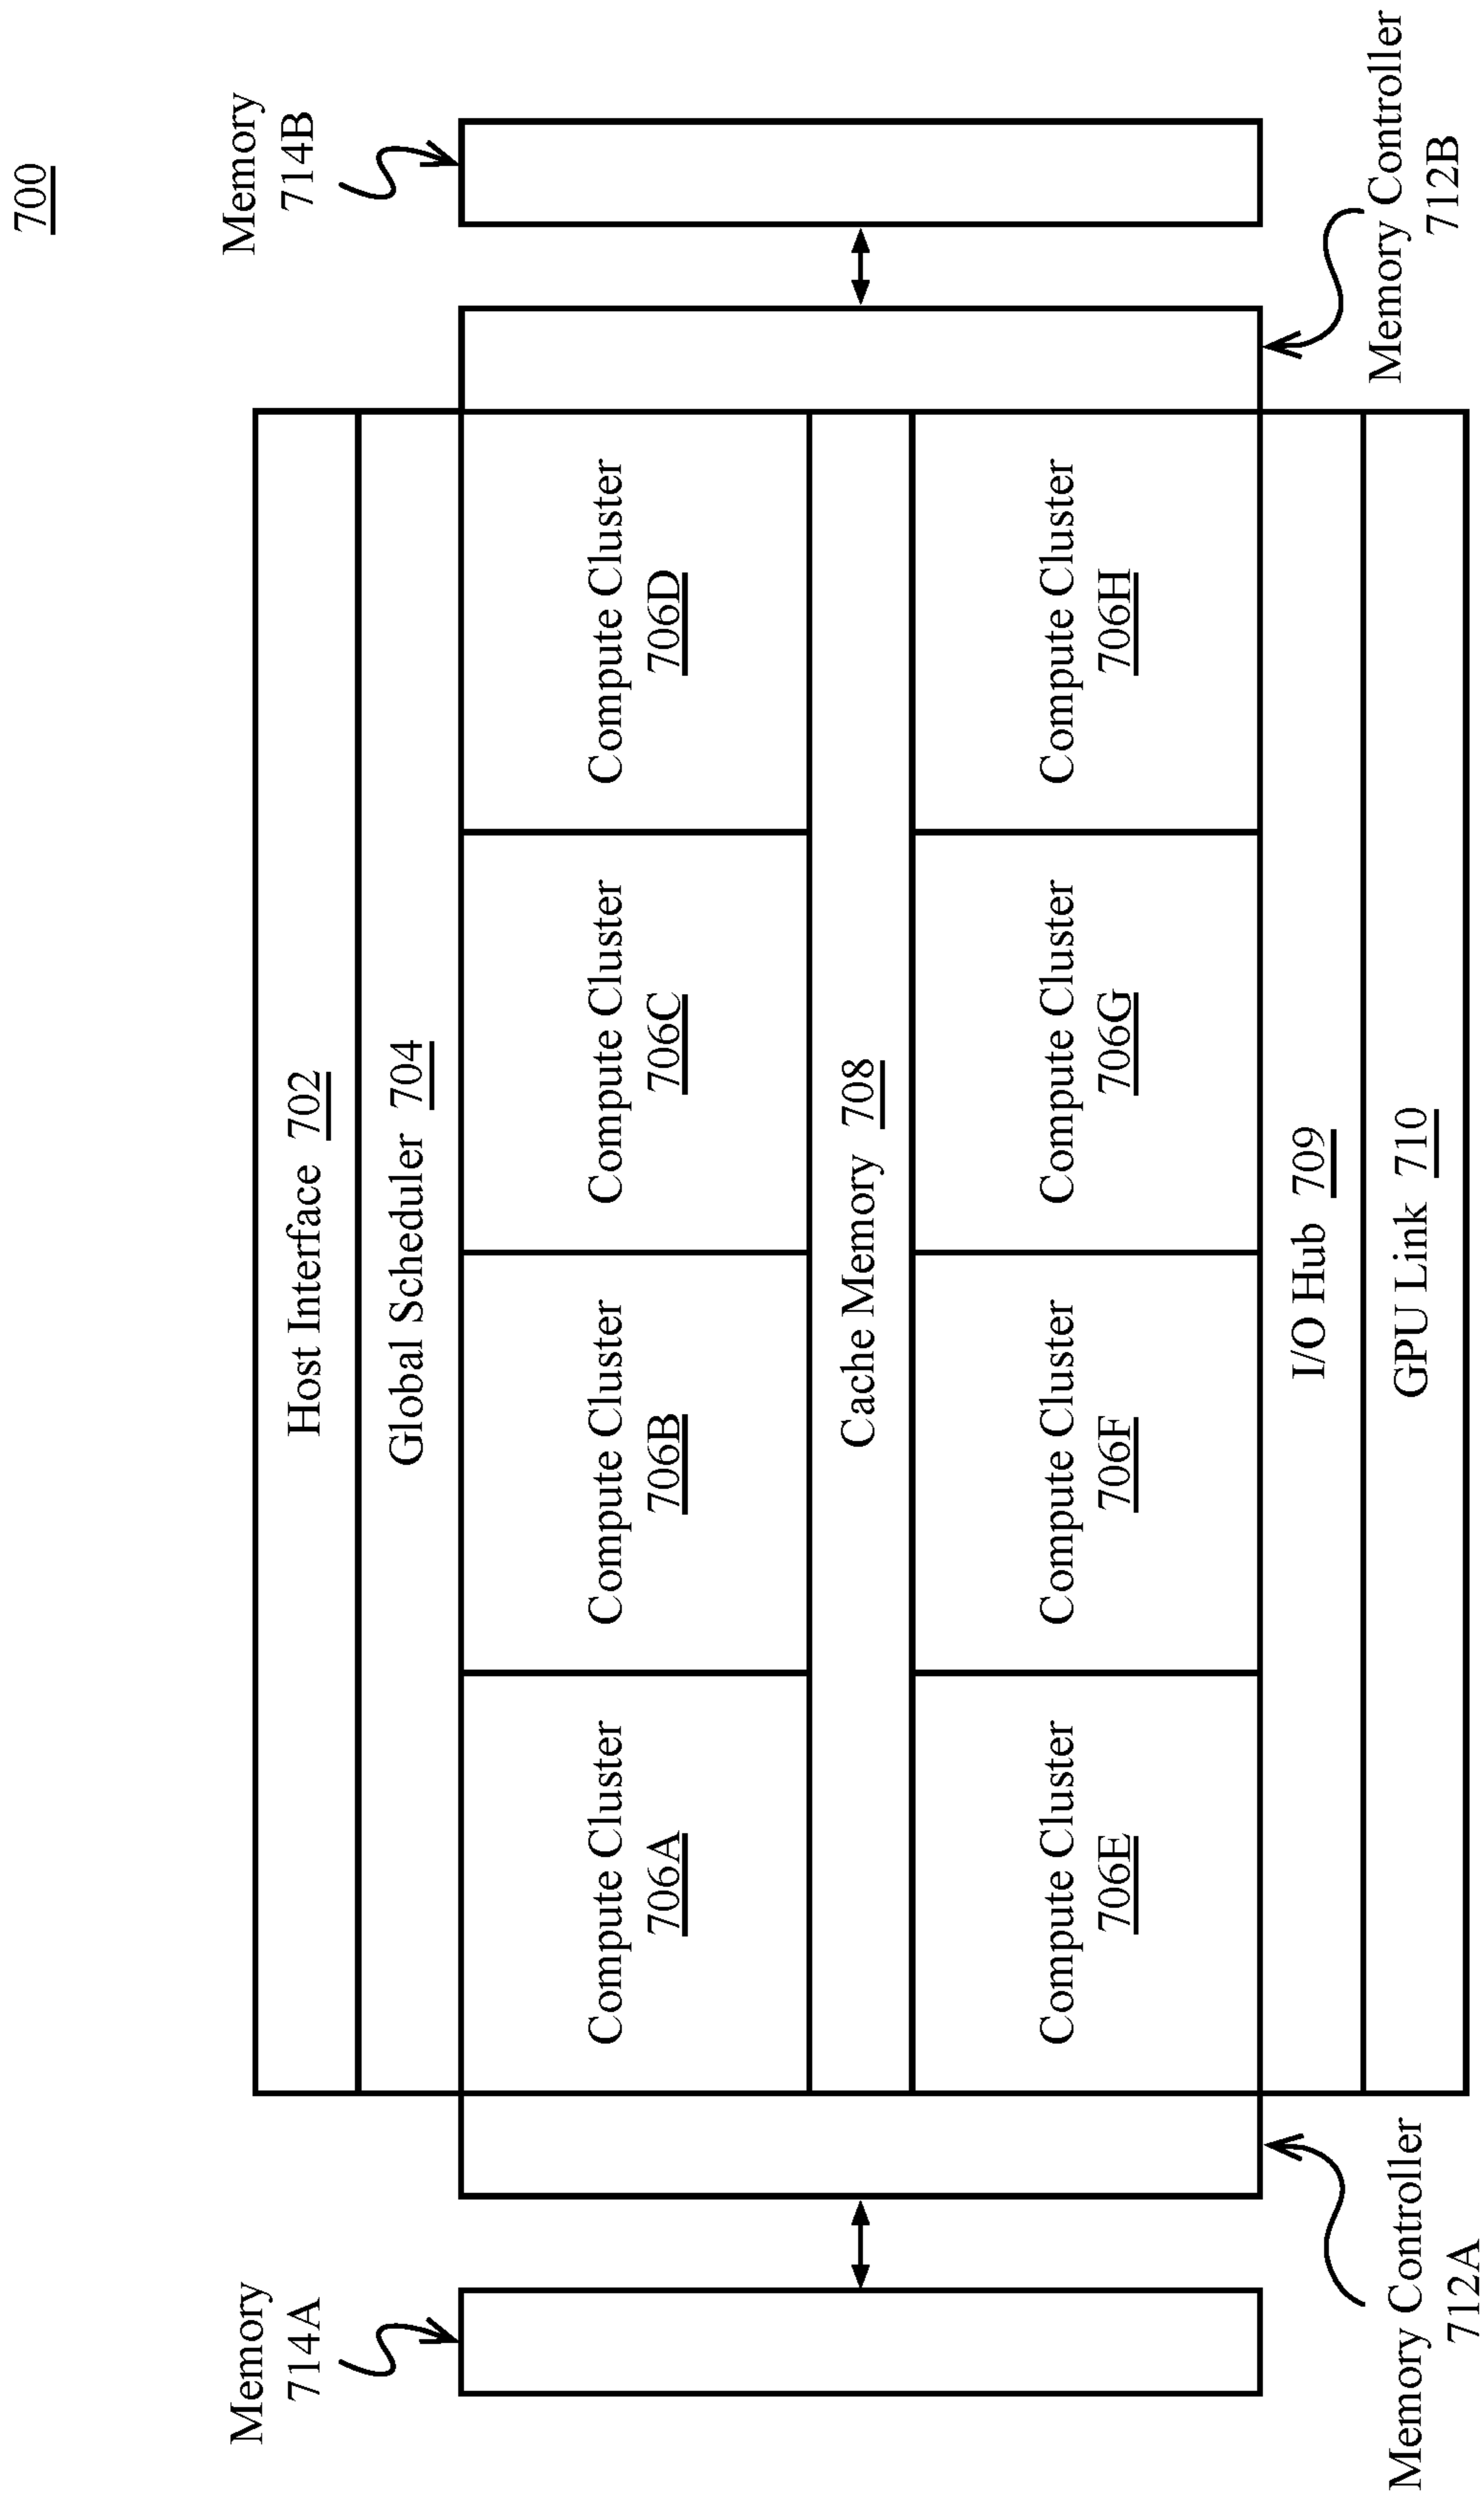 700
Memory
714A
Memory
714B
Host Interface 702
Global Scheduler 704
Compute Cluster
706A
Compute Cluster
706B
Compute Cluster
706C
Compute Cluster
706D
Cache Memory 708
Compute Cluster
706E
Compute Cluster
706F
Compute Cluster
706G
Compute Cluster
706H
I/O Hub 709
GPU Link 710
Memory Controller
712A
Memory Controller
712B